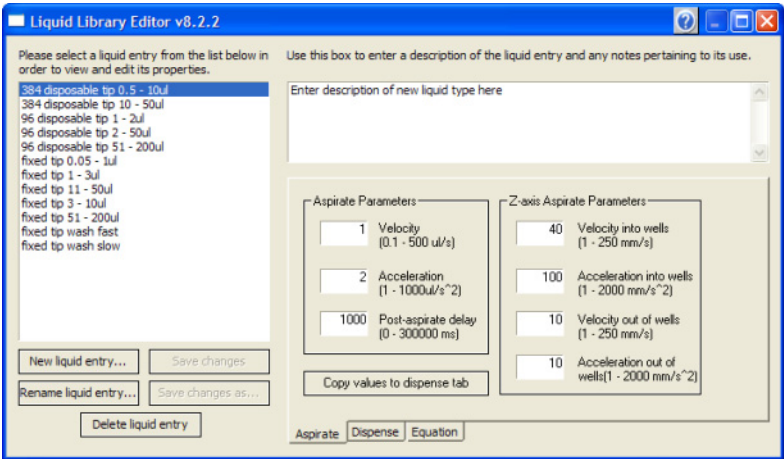 Liquid Library Editor v8.2.2
Please select a liquid entry from the list below in
order to view and edit its properties.
384 disposable tip 0.5 - 10ul
384 disposable tip 10 - 50ul
96 disposable tip 1 - 2ul
96 disposable tip 2 - 50ul
96 disposable tip 51 - 200ul
fixed tip 0.05 - 1ul
fixed tip 1 - 3ul
fixed tip 11 - 50ul
fixed tip 3 - 10ul
fixed tip 51 - 200ul
fixed tip wash fast
fixed tip wash slow
New liquid entry...
Save changes
Rename liquid entry...
Save changes as...
Delete liquid entry
Use this box to enter a description of the liquid entry and any notes pertaining to its use.
Enter description of new liquid type here
Aspirate Parameters
1 Velocity
(0.1 - 500 ul/s)
2 Acceleration
(1 - 1000ul/s^2)
1000 Post-aspirate delay
(0 - 300000 ms)
Copy values to dispense tab
Z-axis Aspirate Parameters
40 Velocity into wells
(1 - 250 mm/s)
100 Acceleration into wells
(1 - 2000 mm/s^2)
10 Velocity out of wells
(1 - 250 mm/s)
10 Acceleration out of
wells(1 - 2000 mm/s^2)
Aspirate Dispense Equation